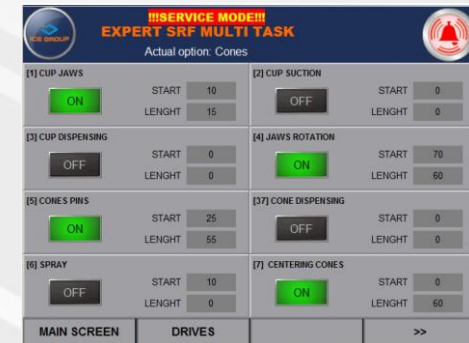 !!!SERVICE MODE!!!
EXPERT SRF MULTI TASK
Actual option: Cones
ICE GROUP
[1] CUP JAWS
ON
START 10
LENGHT 15
[2] CUP SUCTION
OFF
START 0
LENGHT 0
[3] CUP DISPENSING
OFF
START 0
LENGHT 0
[4] JAWS ROTATION
ON
START 70
LENGHT 60
[5] CONES PINS
ON
START 25
LENGHT 55
[37] CONE DISPENSING
OFF
START 0
LENGHT 0
[6] SPRAY
OFF
START 10
LENGHT 0
[7] CENTERING CONES
ON
START 0
LENGHT 60
MAIN SCREEN DRIVES >>